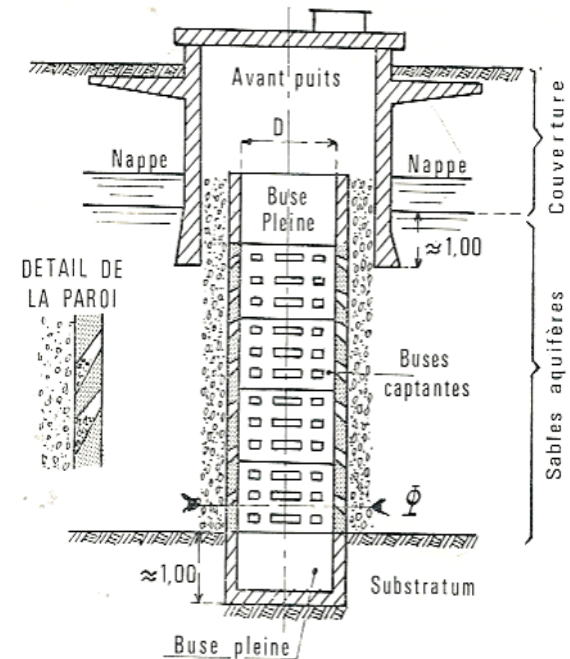 Avant puits
D
Nappe
Nappe
Couverture
Buse
Pleine
≈1,00
DETAIL DE
LA PAROI
Buses
captantes
Sables aquifères
Φ
≈1,00
Substratum
Buse pleine